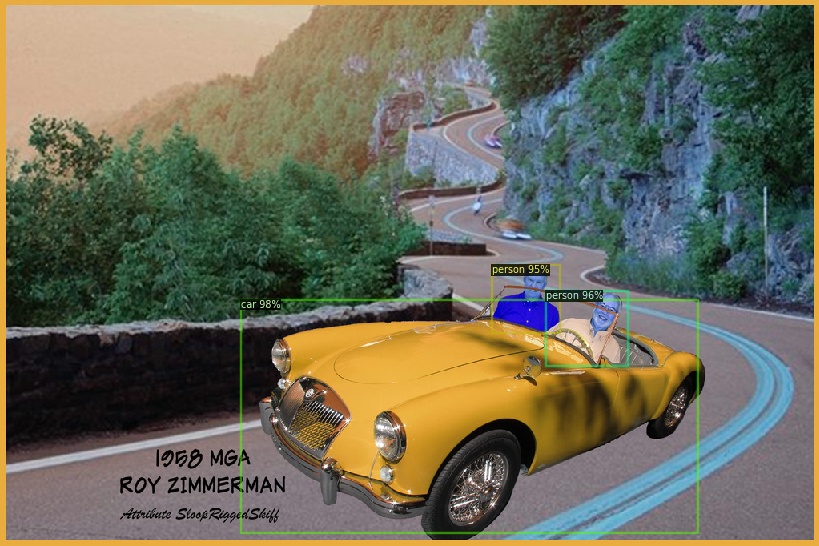 person 95%
person 96%
car 98%
1958 MGA
ROY ZIMMERMAN
Attribute SloopRiggedSkiff